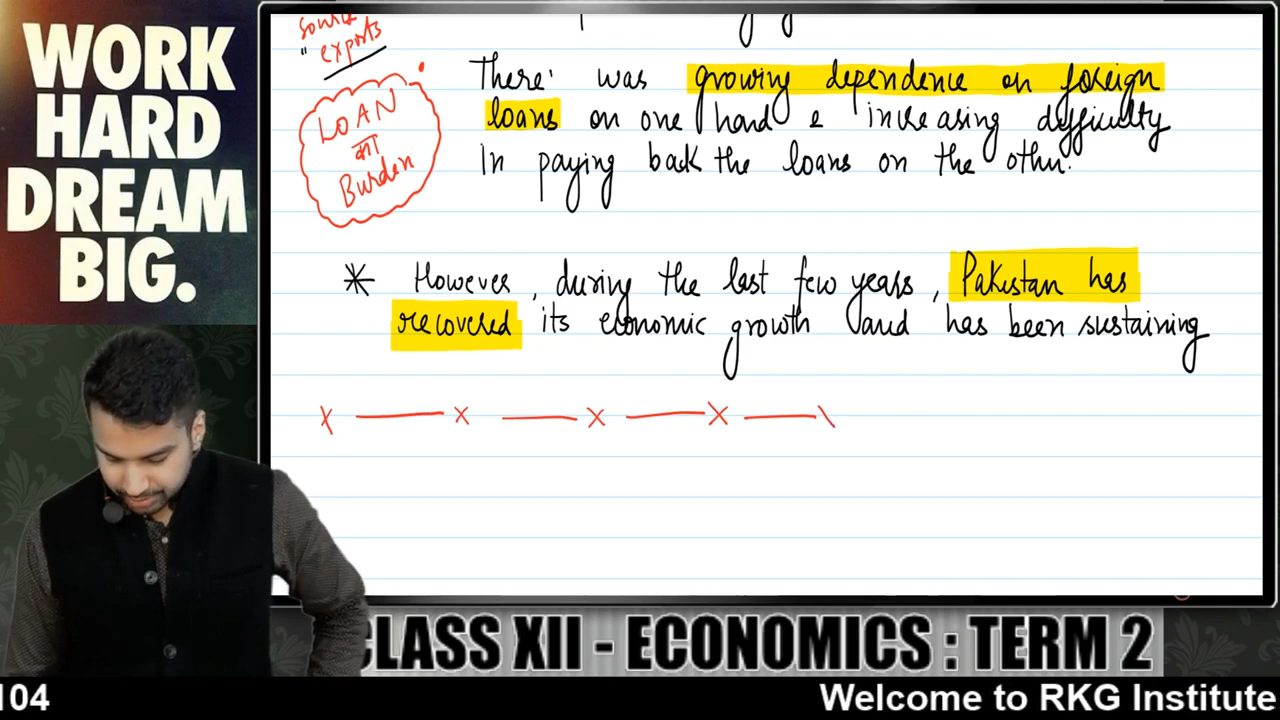 WORK
HARD
DREAM
BIG.
source
" exports
LOAN
Burden
There was growing dependence on foreign
loans on one hand & increasing difficulty
In paying back the loans on the other.
* However, during the last few years, Pakistan has
recovered its economic growth and has been sustaining
x — x — x — x —
CLASS XII - ECONOMICS : TERM 2
104
Welcome to RKG Institute